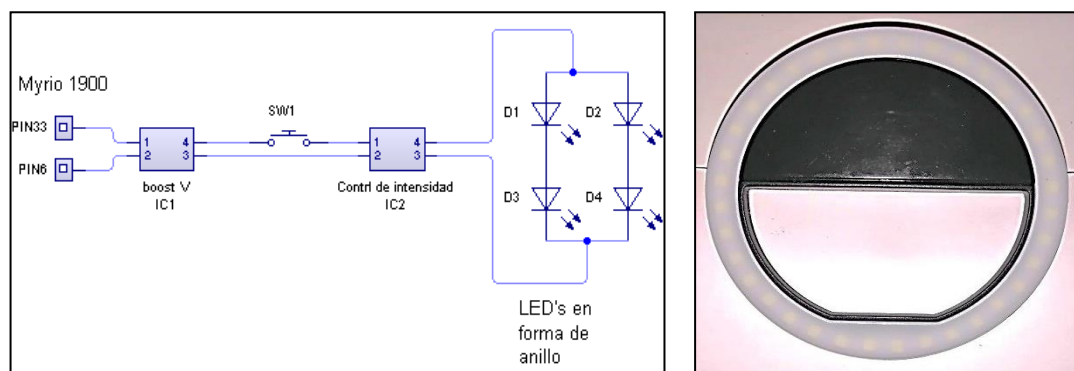 Myrio 1900
PIN33
PIN6
1
2
4
3
boost V
IC1
SW1
1
2
4
3
Contrl de intensidad
IC2
D1
D2
D3
D4
LED's en
forma de
anillo